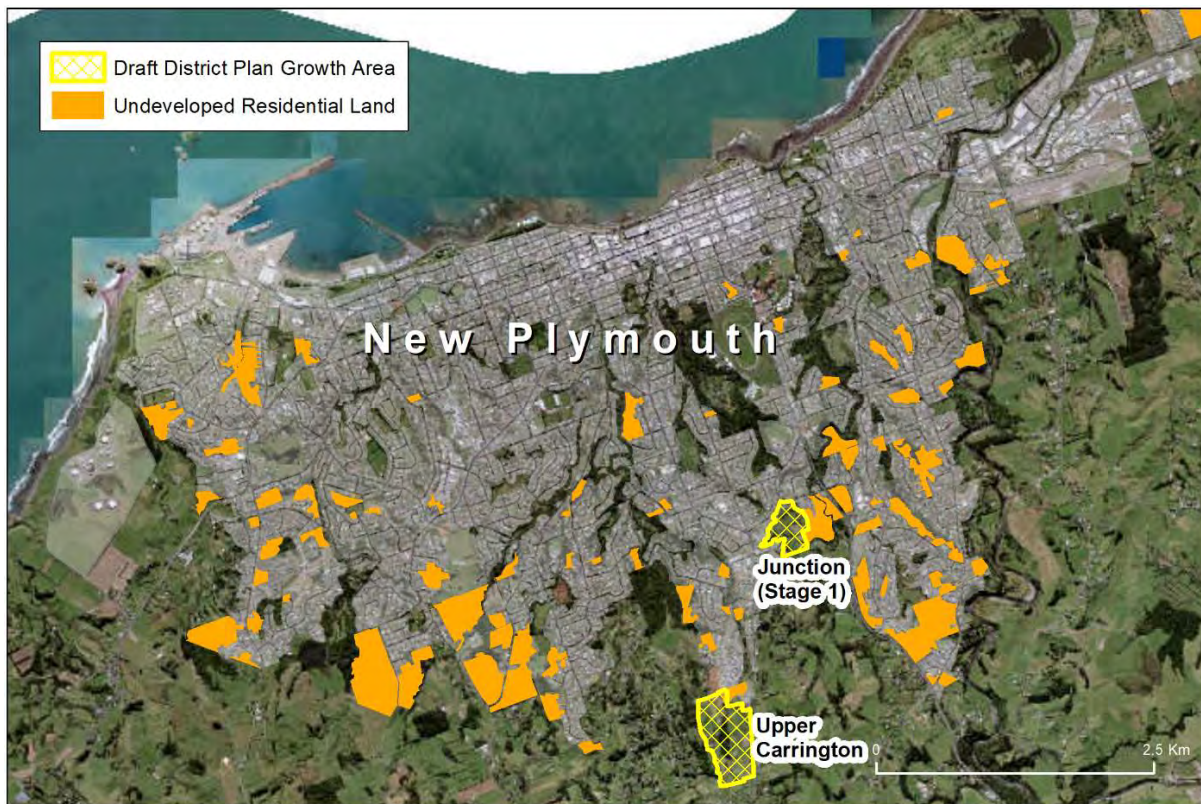 Draft District Plan Growth Area
Undeveloped Residential Land
New Plymouth
Junction
(Stage 1)
Upper
Carrington
0
2.5 Km